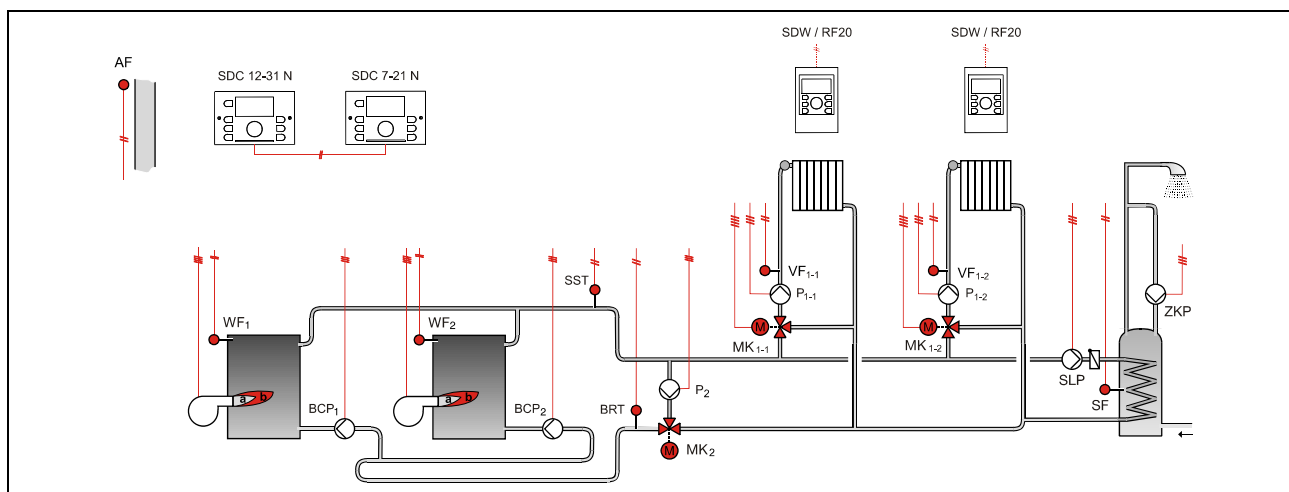 SDW / RF20
SDW / RF20
AF
SDC 12-31 N
SDC 7-21 N
SST
VF1-1
VF1-2
P1-1
P1-2
ZKP
WF1
WF2
M
M
MK1-1
MK1-2
SLP
P2
a b
a b
SF
BCP1
BCP2
BRT
M
MK2